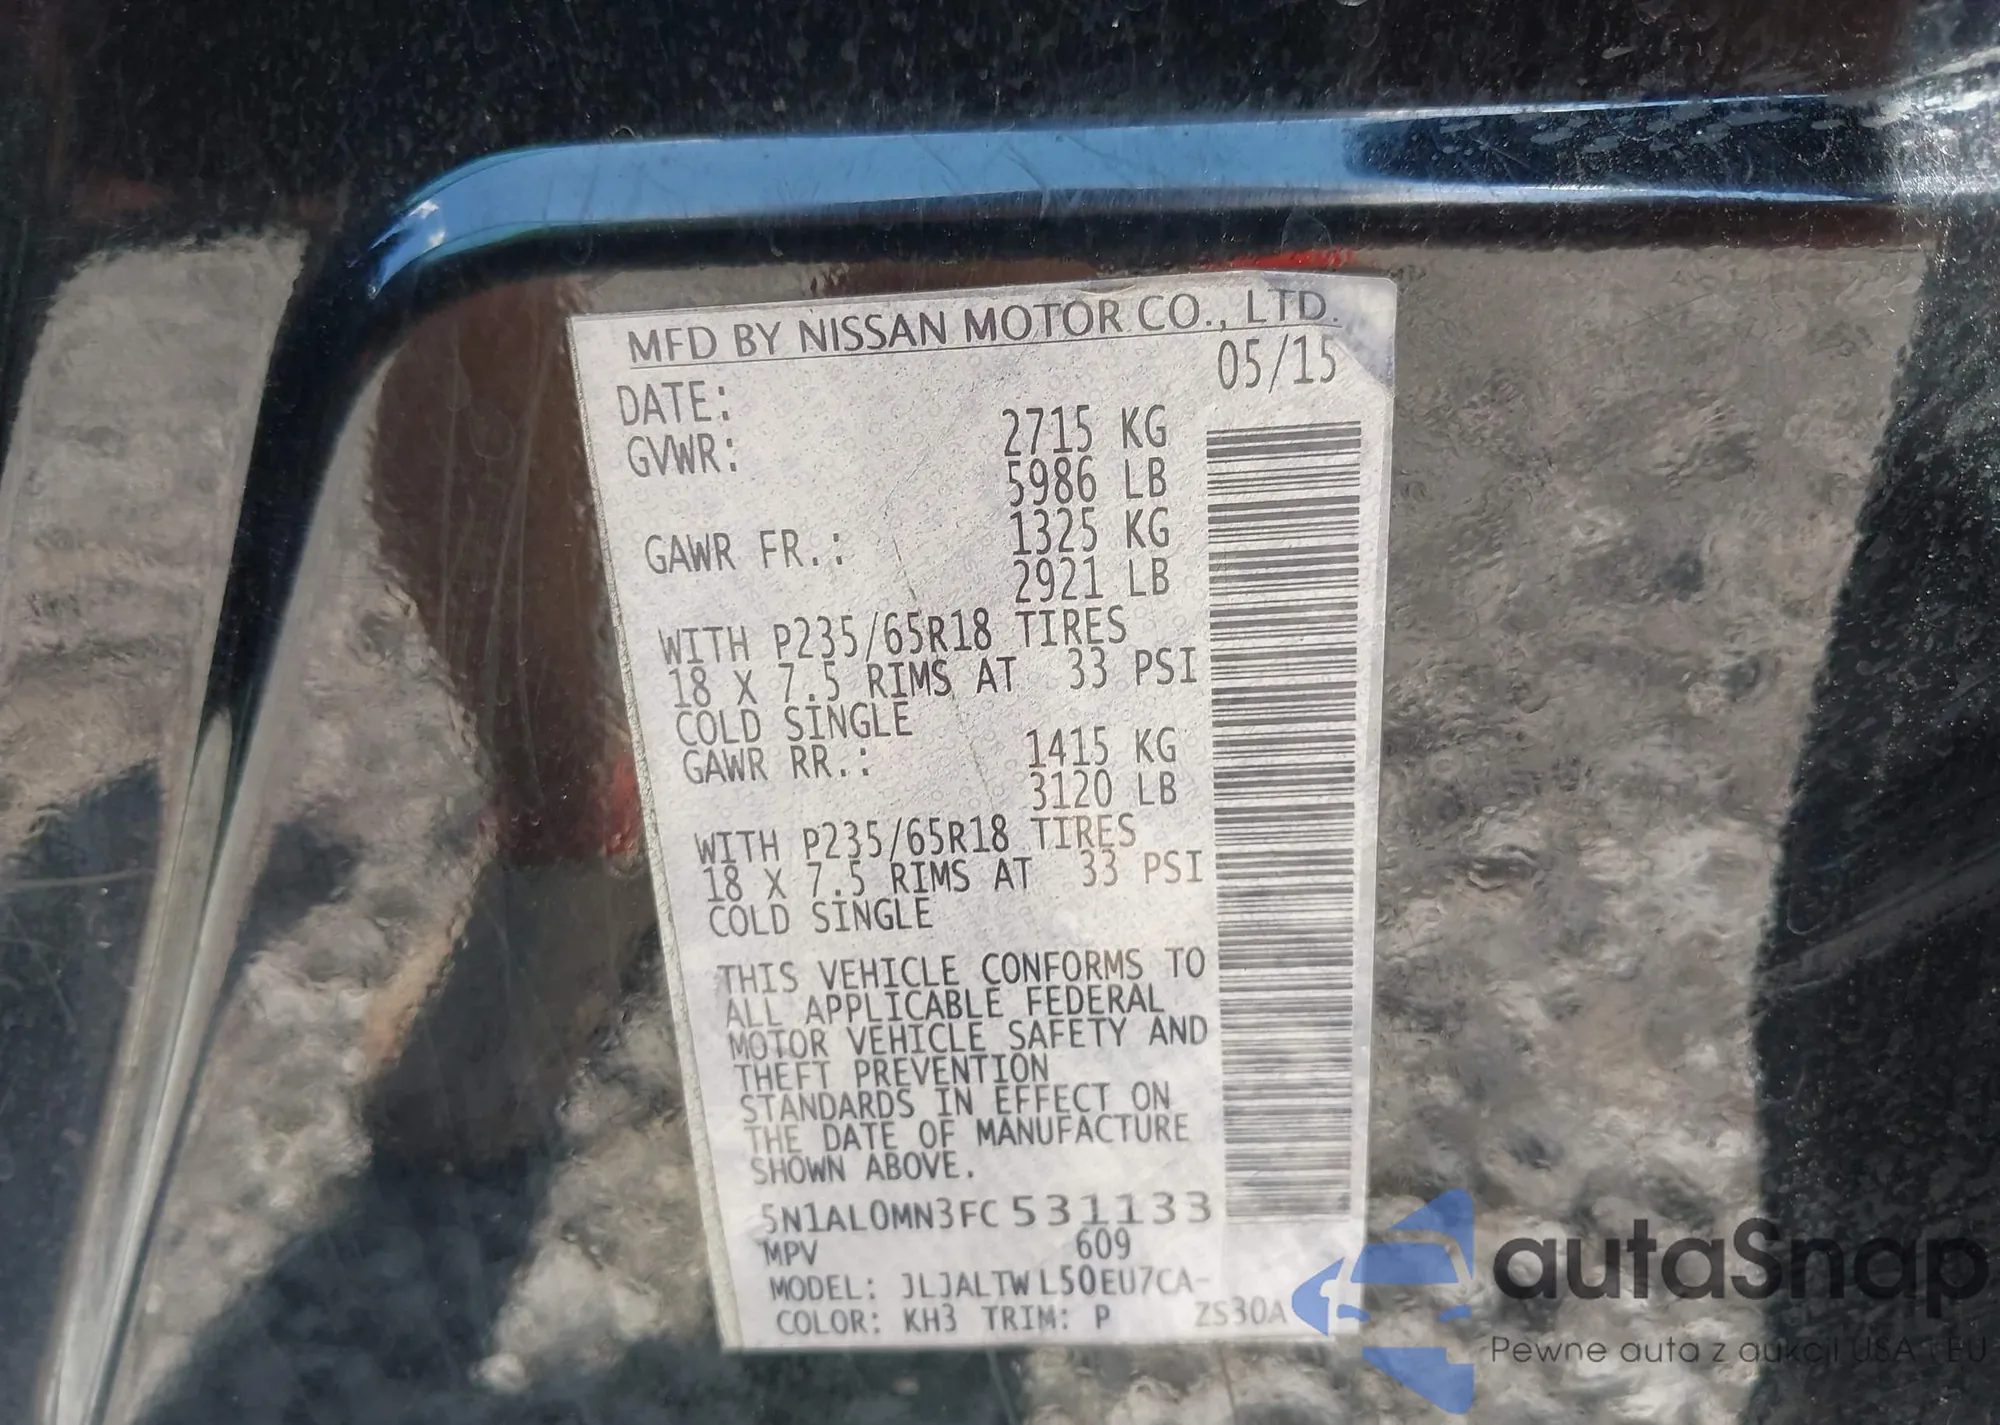 MFD BY NISSAN MOTOR CO., LTD.
DATE: 05/15
GVWR: 2715 KG
5986 LB
GAWR FR.: 1325 KG
2921 LB
WITH P235/65R18 TIRES
18 X 7.5 RIMS AT 33 PSI
COLD SINGLE
GAWR RR.: 1415 KG
3120 LB
WITH P235/65R18 TIRES
18 X 7.5 RIMS AT 33 PSI
COLD SINGLE
THIS VEHICLE CONFORMS TO
ALL APPLICABLE FEDERAL
MOTOR VEHICLE SAFETY AND
THEFT PREVENTION
STANDARDS IN EFFECT ON
THE DATE OF MANUFACTURE
SHOWN ABOVE.
5N1AL0MN3FC531133
MPV 609
MODEL: JLJALTWL50EU7CA-
COLOR: KH3 TRIM: P ZS30A
autaSnap
Pewne auta z aukcji USA i EU